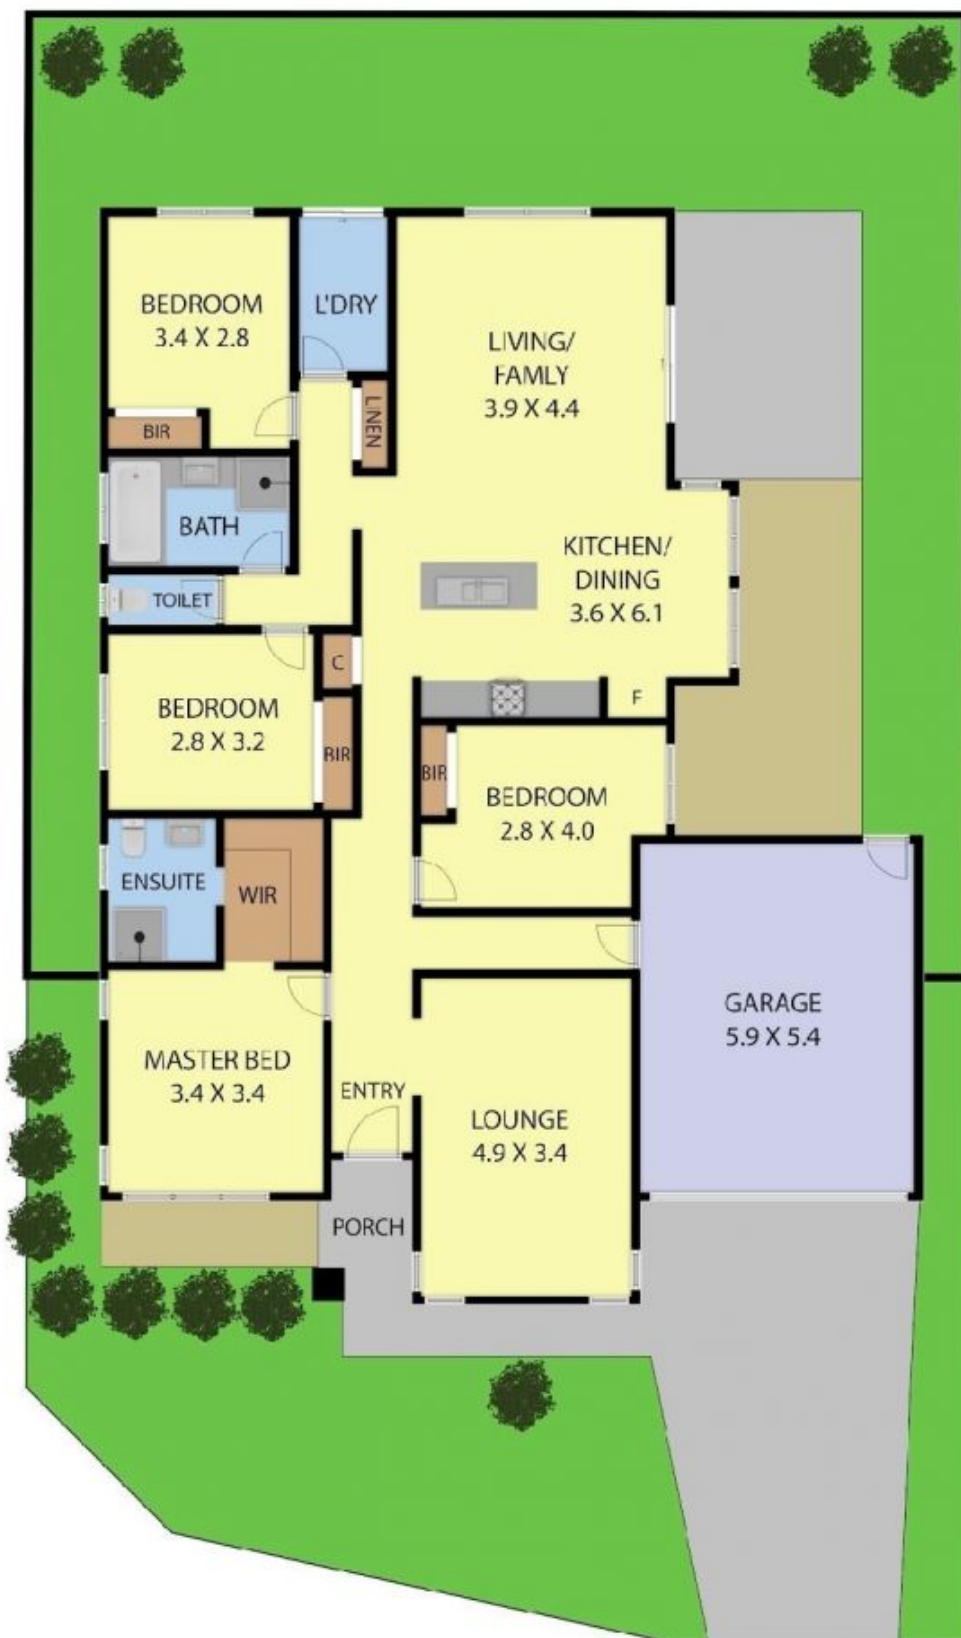 BEDROOM
3.4 X 2.8
L'DRY
LIVING/
FAMLY
3.9 X 4.4
BIR
LINEN
BATH
KITCHEN/
DINING
3.6 X 6.1
TOILET
C
BEDROOM
2.8 X 3.2
BIR
F
BIR
BEDROOM
2.8 X 4.0
ENSUITE
WIR
GARAGE
5.9 X 5.4
MASTER BED
3.4 X 3.4
ENTRY
LOUNGE
4.9 X 3.4
PORCH